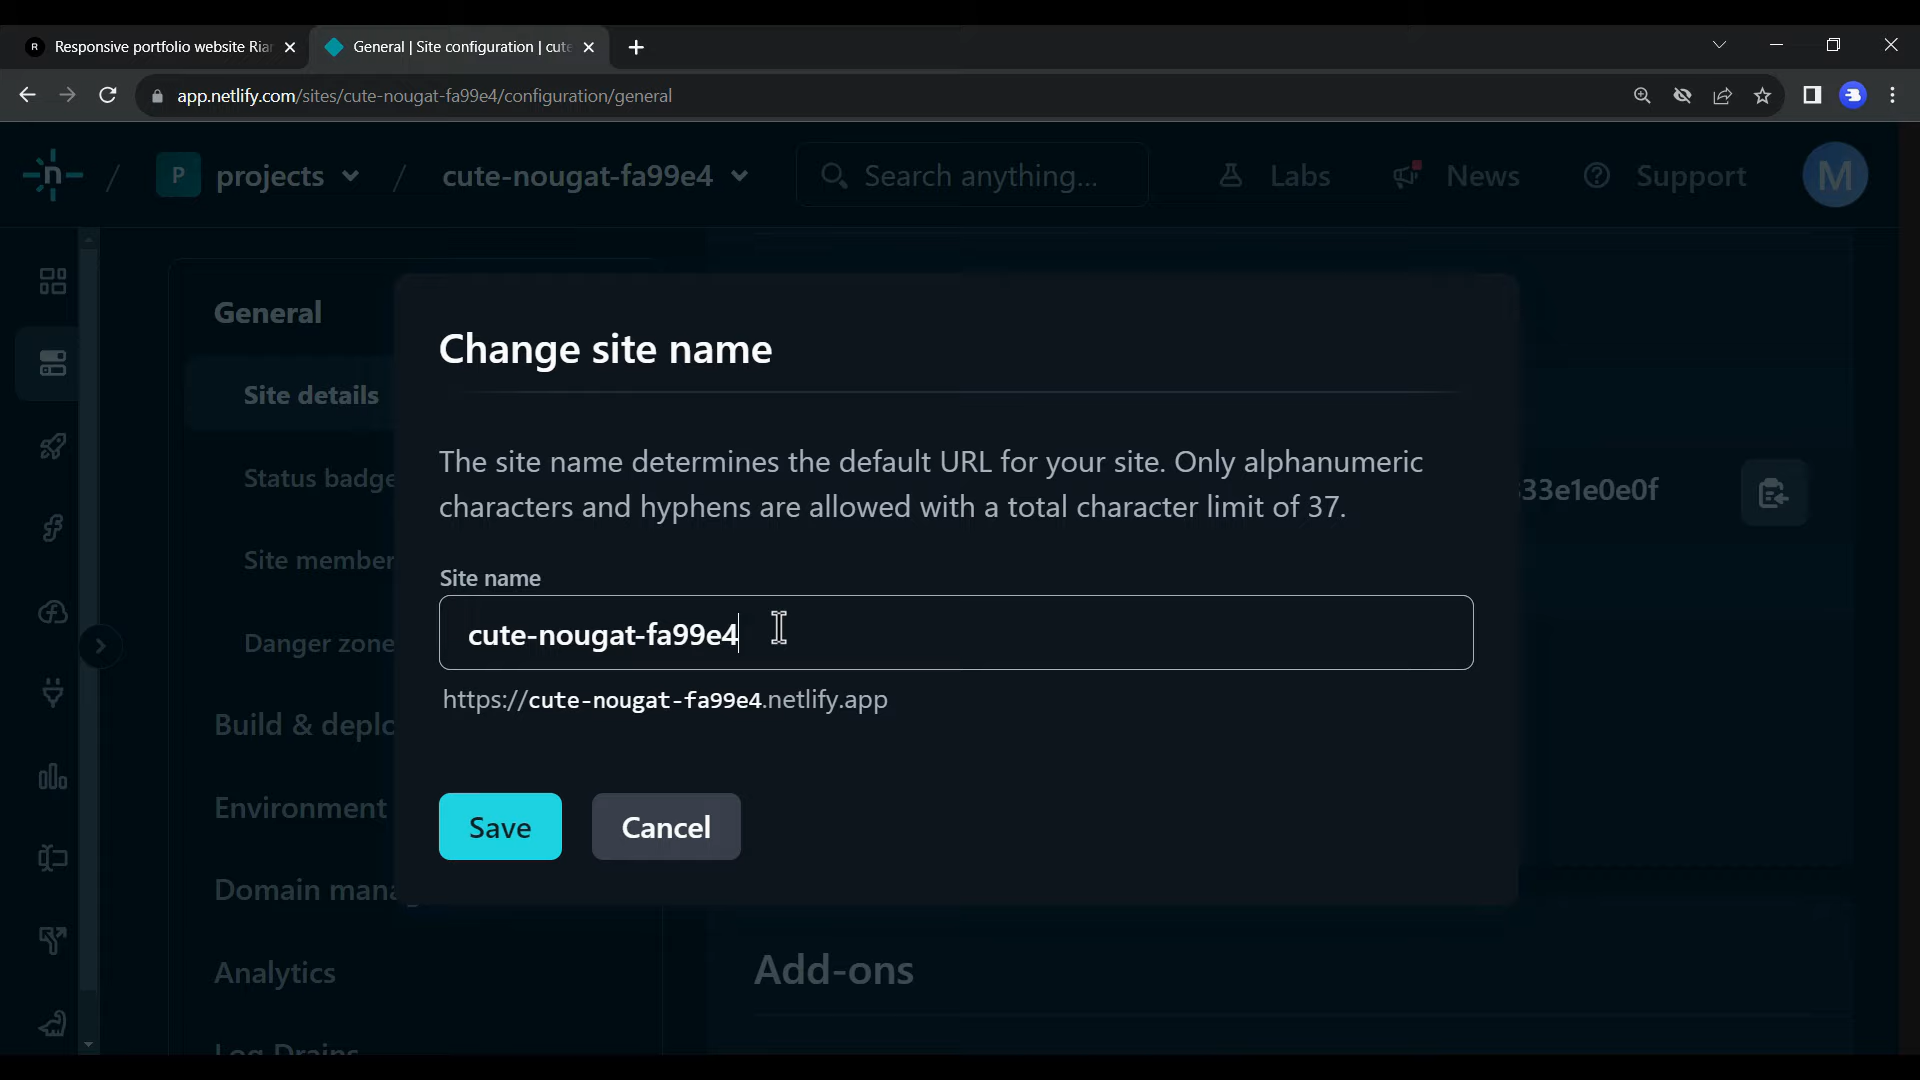 R Responsive portfolio website Ria
General | Site configuration | cute
app.netlify.com/sites/cute-nougat-fa99e4/configuration/general
n / P projects / cute-nougat-fa99e4
Search anything...
Labs
News
Support
M
General
Site details
Status badge
Site member
Danger zone
Build & deplo
Environment
Domain mana
Analytics
Log Drains
Change site name
The site name determines the default URL for your site. Only alphanumeric
characters and hyphens are allowed with a total character limit of 37.
Site name
cute-nougat-fa99e4
https://cute-nougat-fa99e4.netlify.app
Save
Cancel
33e1e0e0f
Add-ons